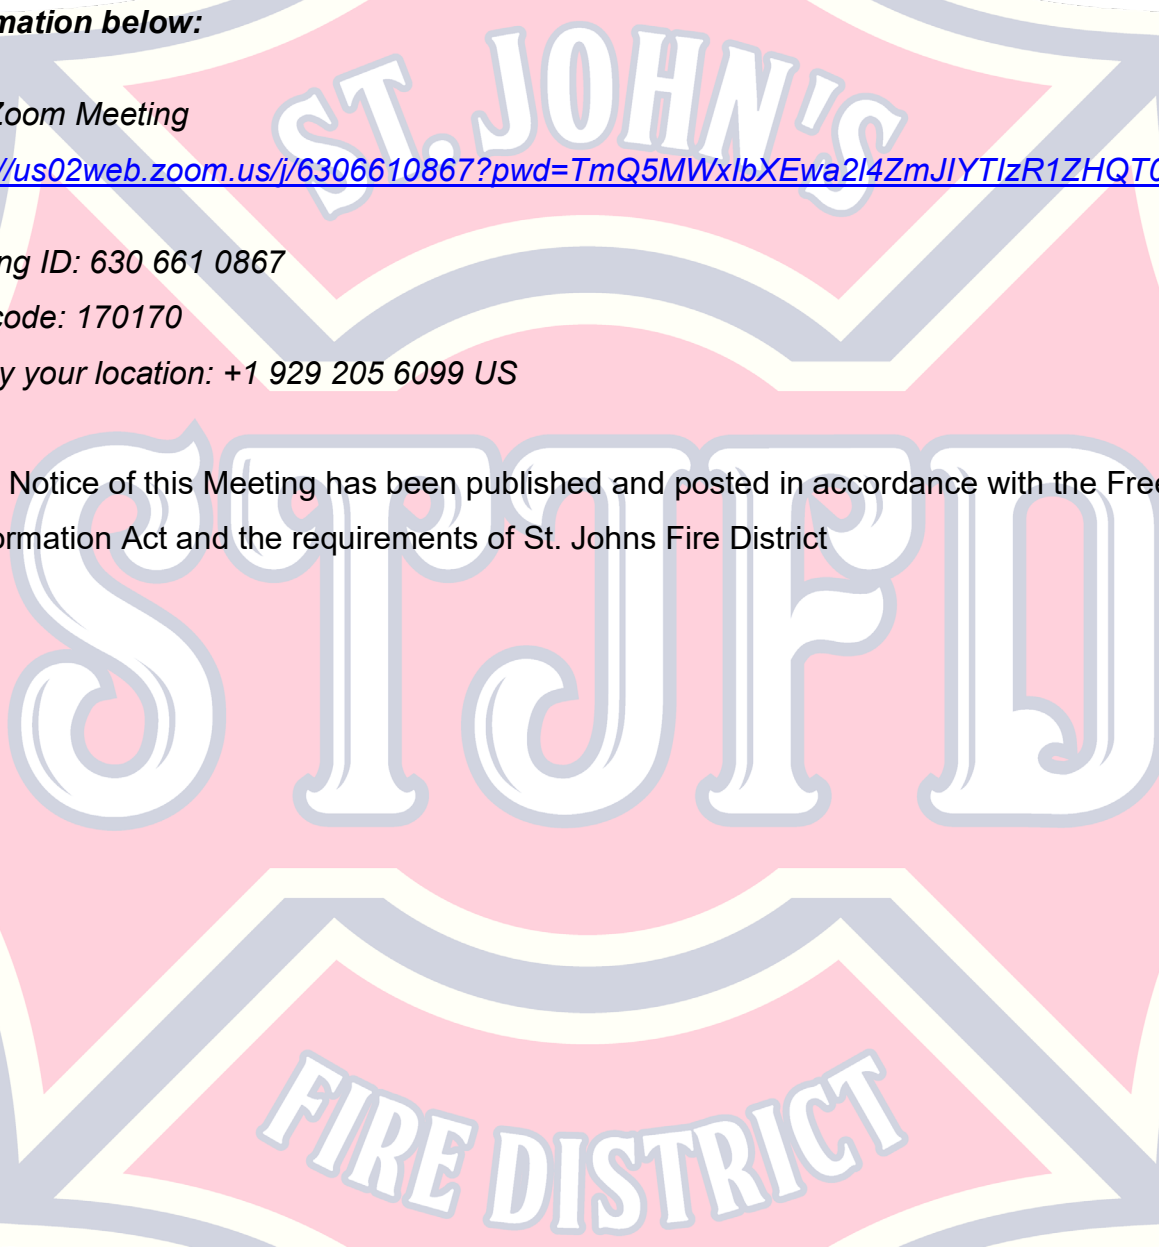 mation below:
Zoom Meeting
//us02web.zoom.us/j/6306610867?pwd=TmQ5MWxIbXEwa2I4ZmJIYTIzR1ZHQT0
ng ID: 630 661 0867
code: 170170
y your location: +1 929 205 6099 US
Notice of this Meeting has been published and posted in accordance with the Free
ormation Act and the requirements of St. Johns Fire District
ST. JOHN'S
STJFD
FIRE DISTRICT